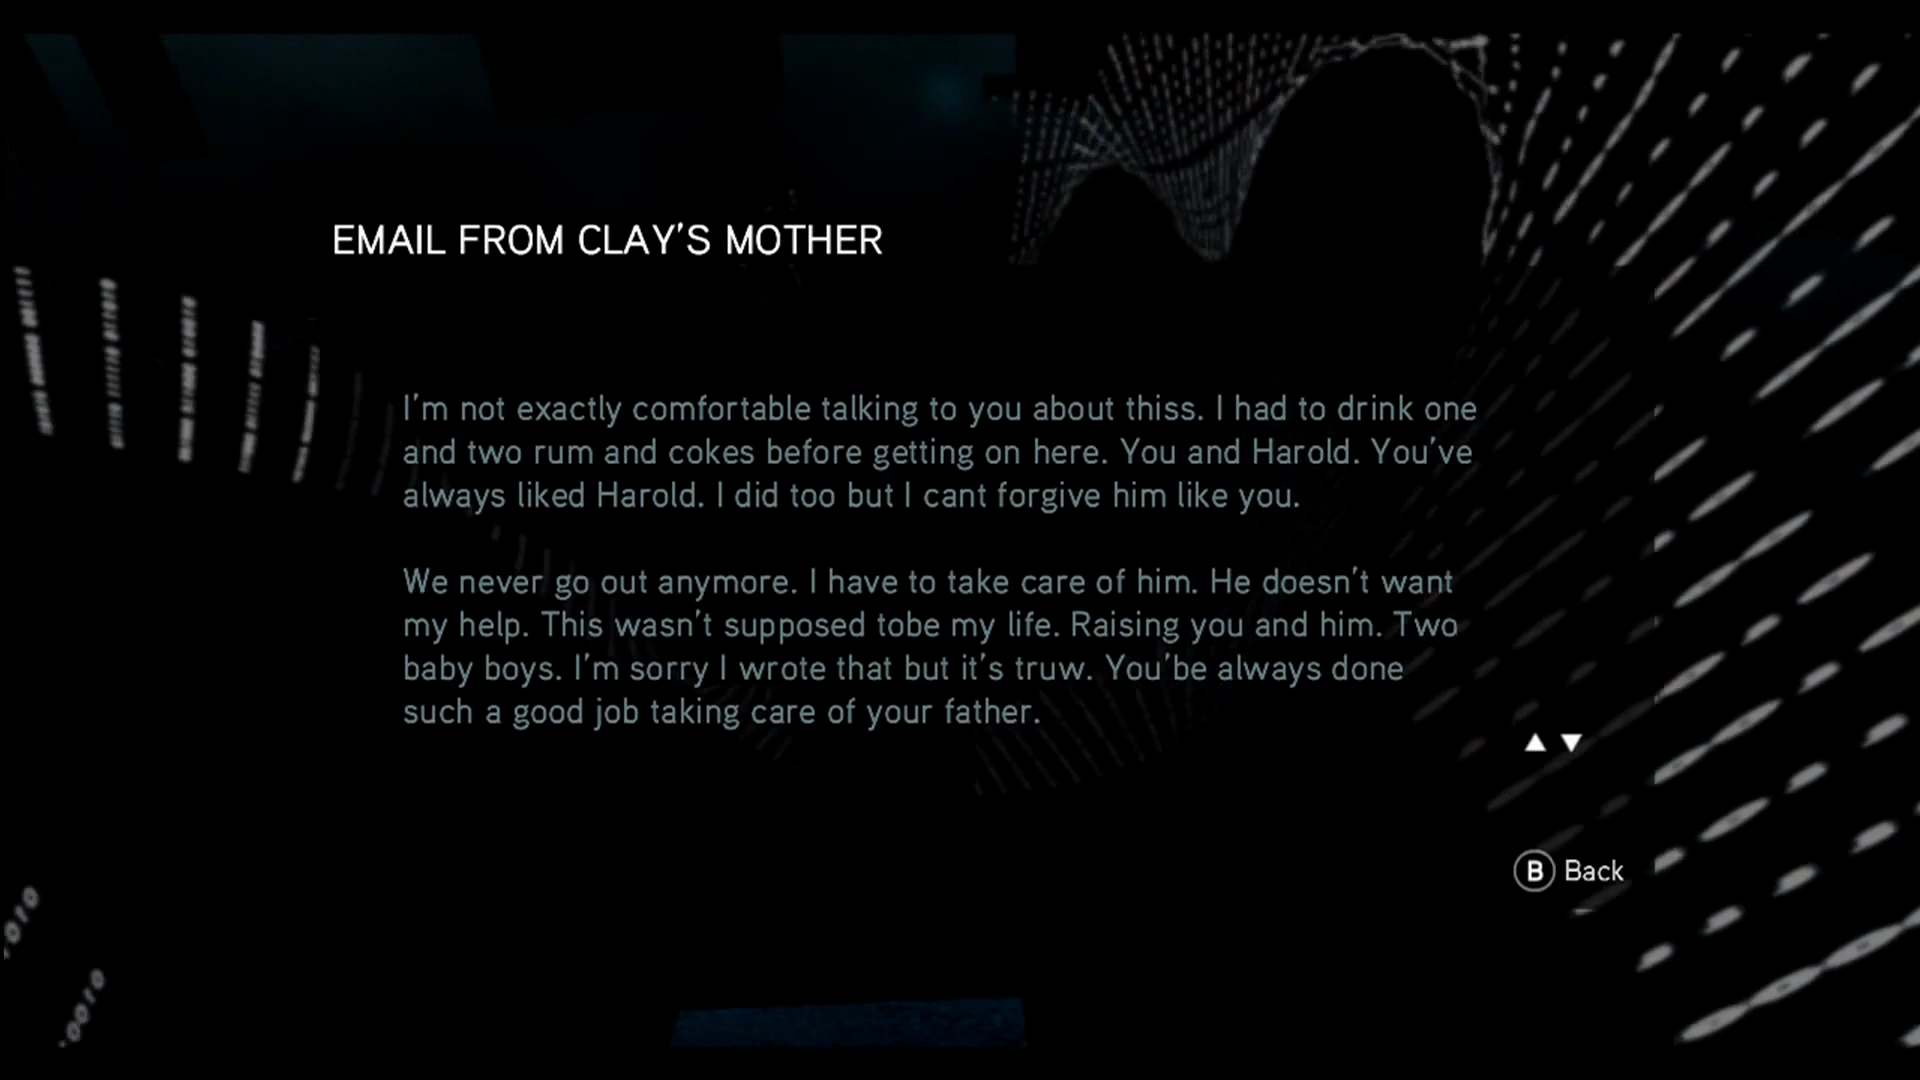 EMAIL FROM CLAY'S MOTHER
I'm not exactly comfortable talking to you about thiss. I had to drink one
and two rum and cokes before getting on here. You and Harold. You've
always liked Harold. I did too but I cant forgive him like you.
We never go out anymore. I have to take care of him. He doesn't want
my help. This wasn't supposed tobe my life. Raising you and him. Two
baby boys. I'm sorry I wrote that but it's truw. You'be always done
such a good job taking care of your father.
B Back